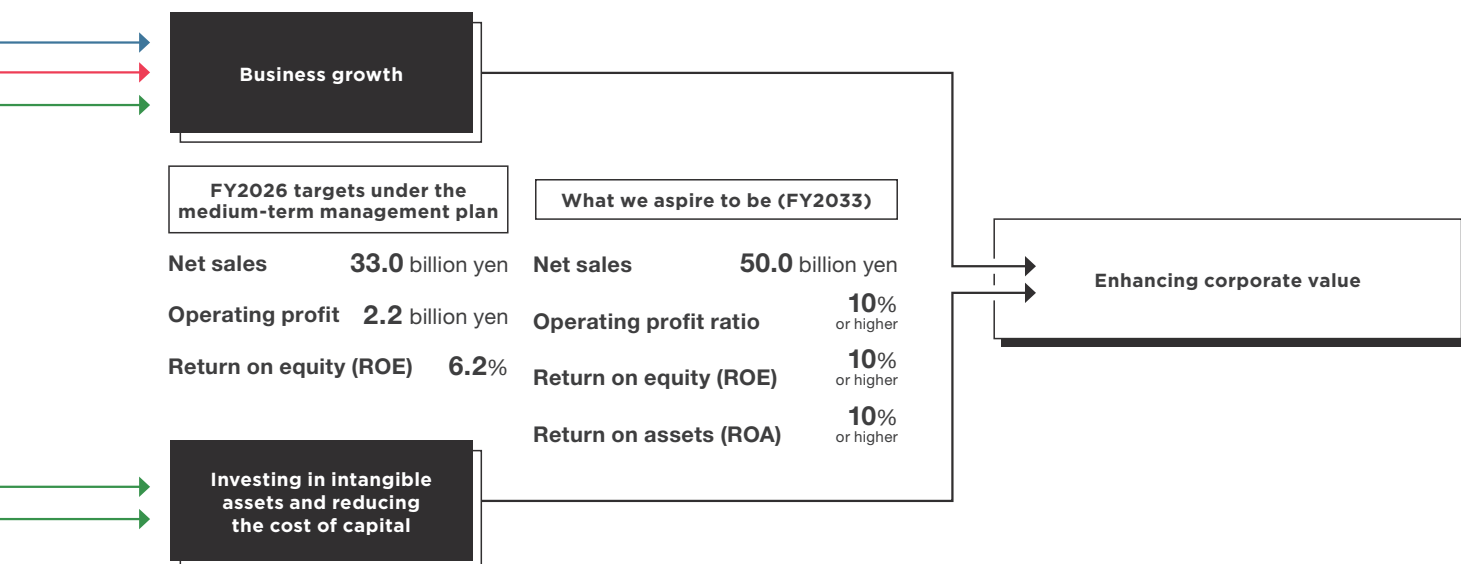 Business growth
FY2026 targets under the
medium-term management plan
Net sales 33.0 billion yen
Operating profit 2.2 billion yen
Return on equity (ROE) 6.2%
What we aspire to be (FY2033)
Net sales 50.0 billion yen
Operating profit ratio 10%
or higher
Return on equity (ROE) 10%
or higher
Return on assets (ROA) 10%
or higher
Investing in intangible
assets and reducing
the cost of capital
Enhancing corporate value